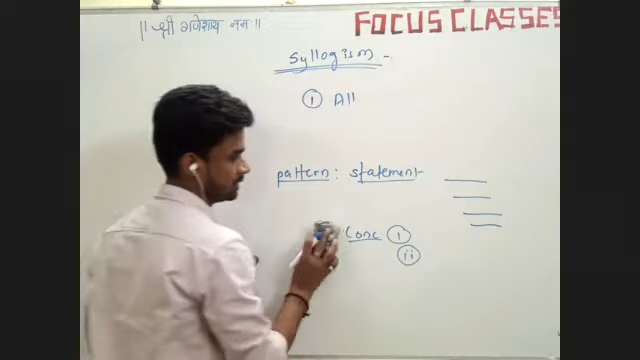 || श्री गणेशाय नमः ||
FOCUS CLASSES
Syllogism -
① All
pattern : statement
Conc ①
ⅱ